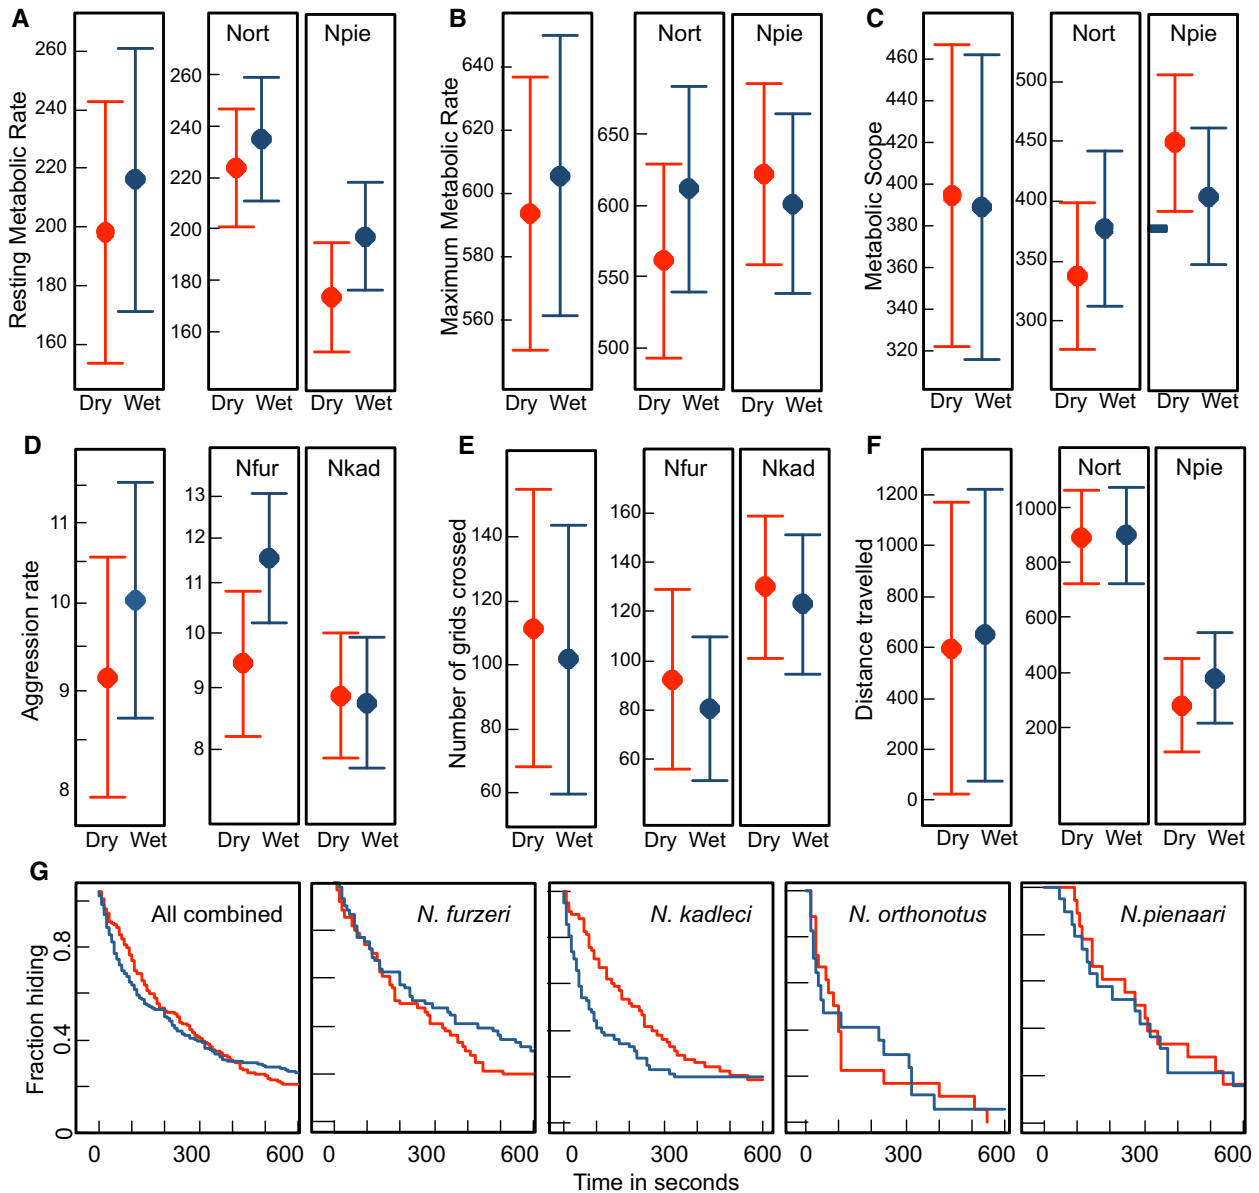 A
Resting Metabolic Rate
260
240
220
200
180
160
Dry Wet
Nort
260
240
220
200
180
160
Dry Wet
Npie
Dry Wet
B
Maximum Metabolic Rate
640
620
600
580
560
Dry Wet
Nort
650
600
550
500
Dry Wet
Npie
Dry Wet
C
Metabolic Scope
460
440
420
400
380
360
340
320
Dry Wet
Nort
500
450
400
350
300
Dry Wet
Npie
Dry Wet
D
Aggression rate
11
10
9
8
Dry Wet
Nfur
13
12
11
10
9
8
Dry Wet
Nkad
Dry Wet
E
Number of grids crossed
140
120
100
80
60
Dry Wet
Nfur
160
140
120
100
80
60
Dry Wet
Nkad
Dry Wet
F
Distance travelled
1200
1000
800
600
400
200
0
Dry Wet
Nort
1000
800
600
400
200
Dry Wet
Npie
Dry Wet
G
Fraction hiding
0.8
0.4
0
All combined
0 300 600
N. furzeri
0 300 600
N. kadleci
0 300 600
N. orthonotus
0 300 600
N.pienaari
0 300 600
Time in seconds